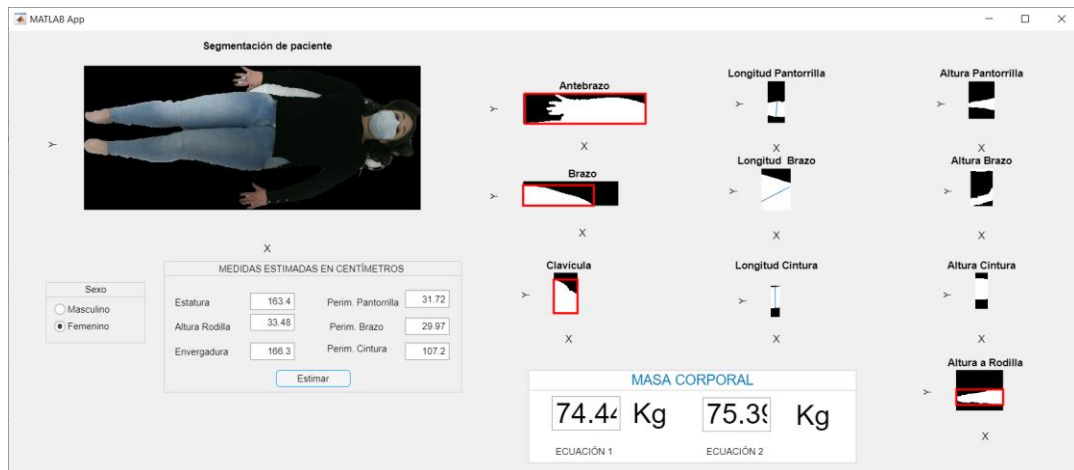 MATLAB App
Segmentación de paciente
Y
X
Antebrazo
Y
X
Brazo
Y
X
Clavícula
Y
X
Longitud Pantorrilla
Y
X
Longitud Brazo
Y
X
Longitud Cintura
Y
X
Altura Pantorrilla
Y
X
Altura Brazo
Y
X
Altura Cintura
Y
X
Altura a Rodilla
Y
X
Sexo
Masculino
Femenino
MEDIDAS ESTIMADAS EN CENTÍMETROS
Estatura 163.4 Perim. Pantorrilla 31.72
Altura Rodilla 33.48 Perim. Brazo 29.97
Envergadura 166.3 Perim. Cintura 107.2
Estimar
MASA CORPORAL
74.44 Kg 75.39 Kg
ECUACIÓN 1 ECUACIÓN 2